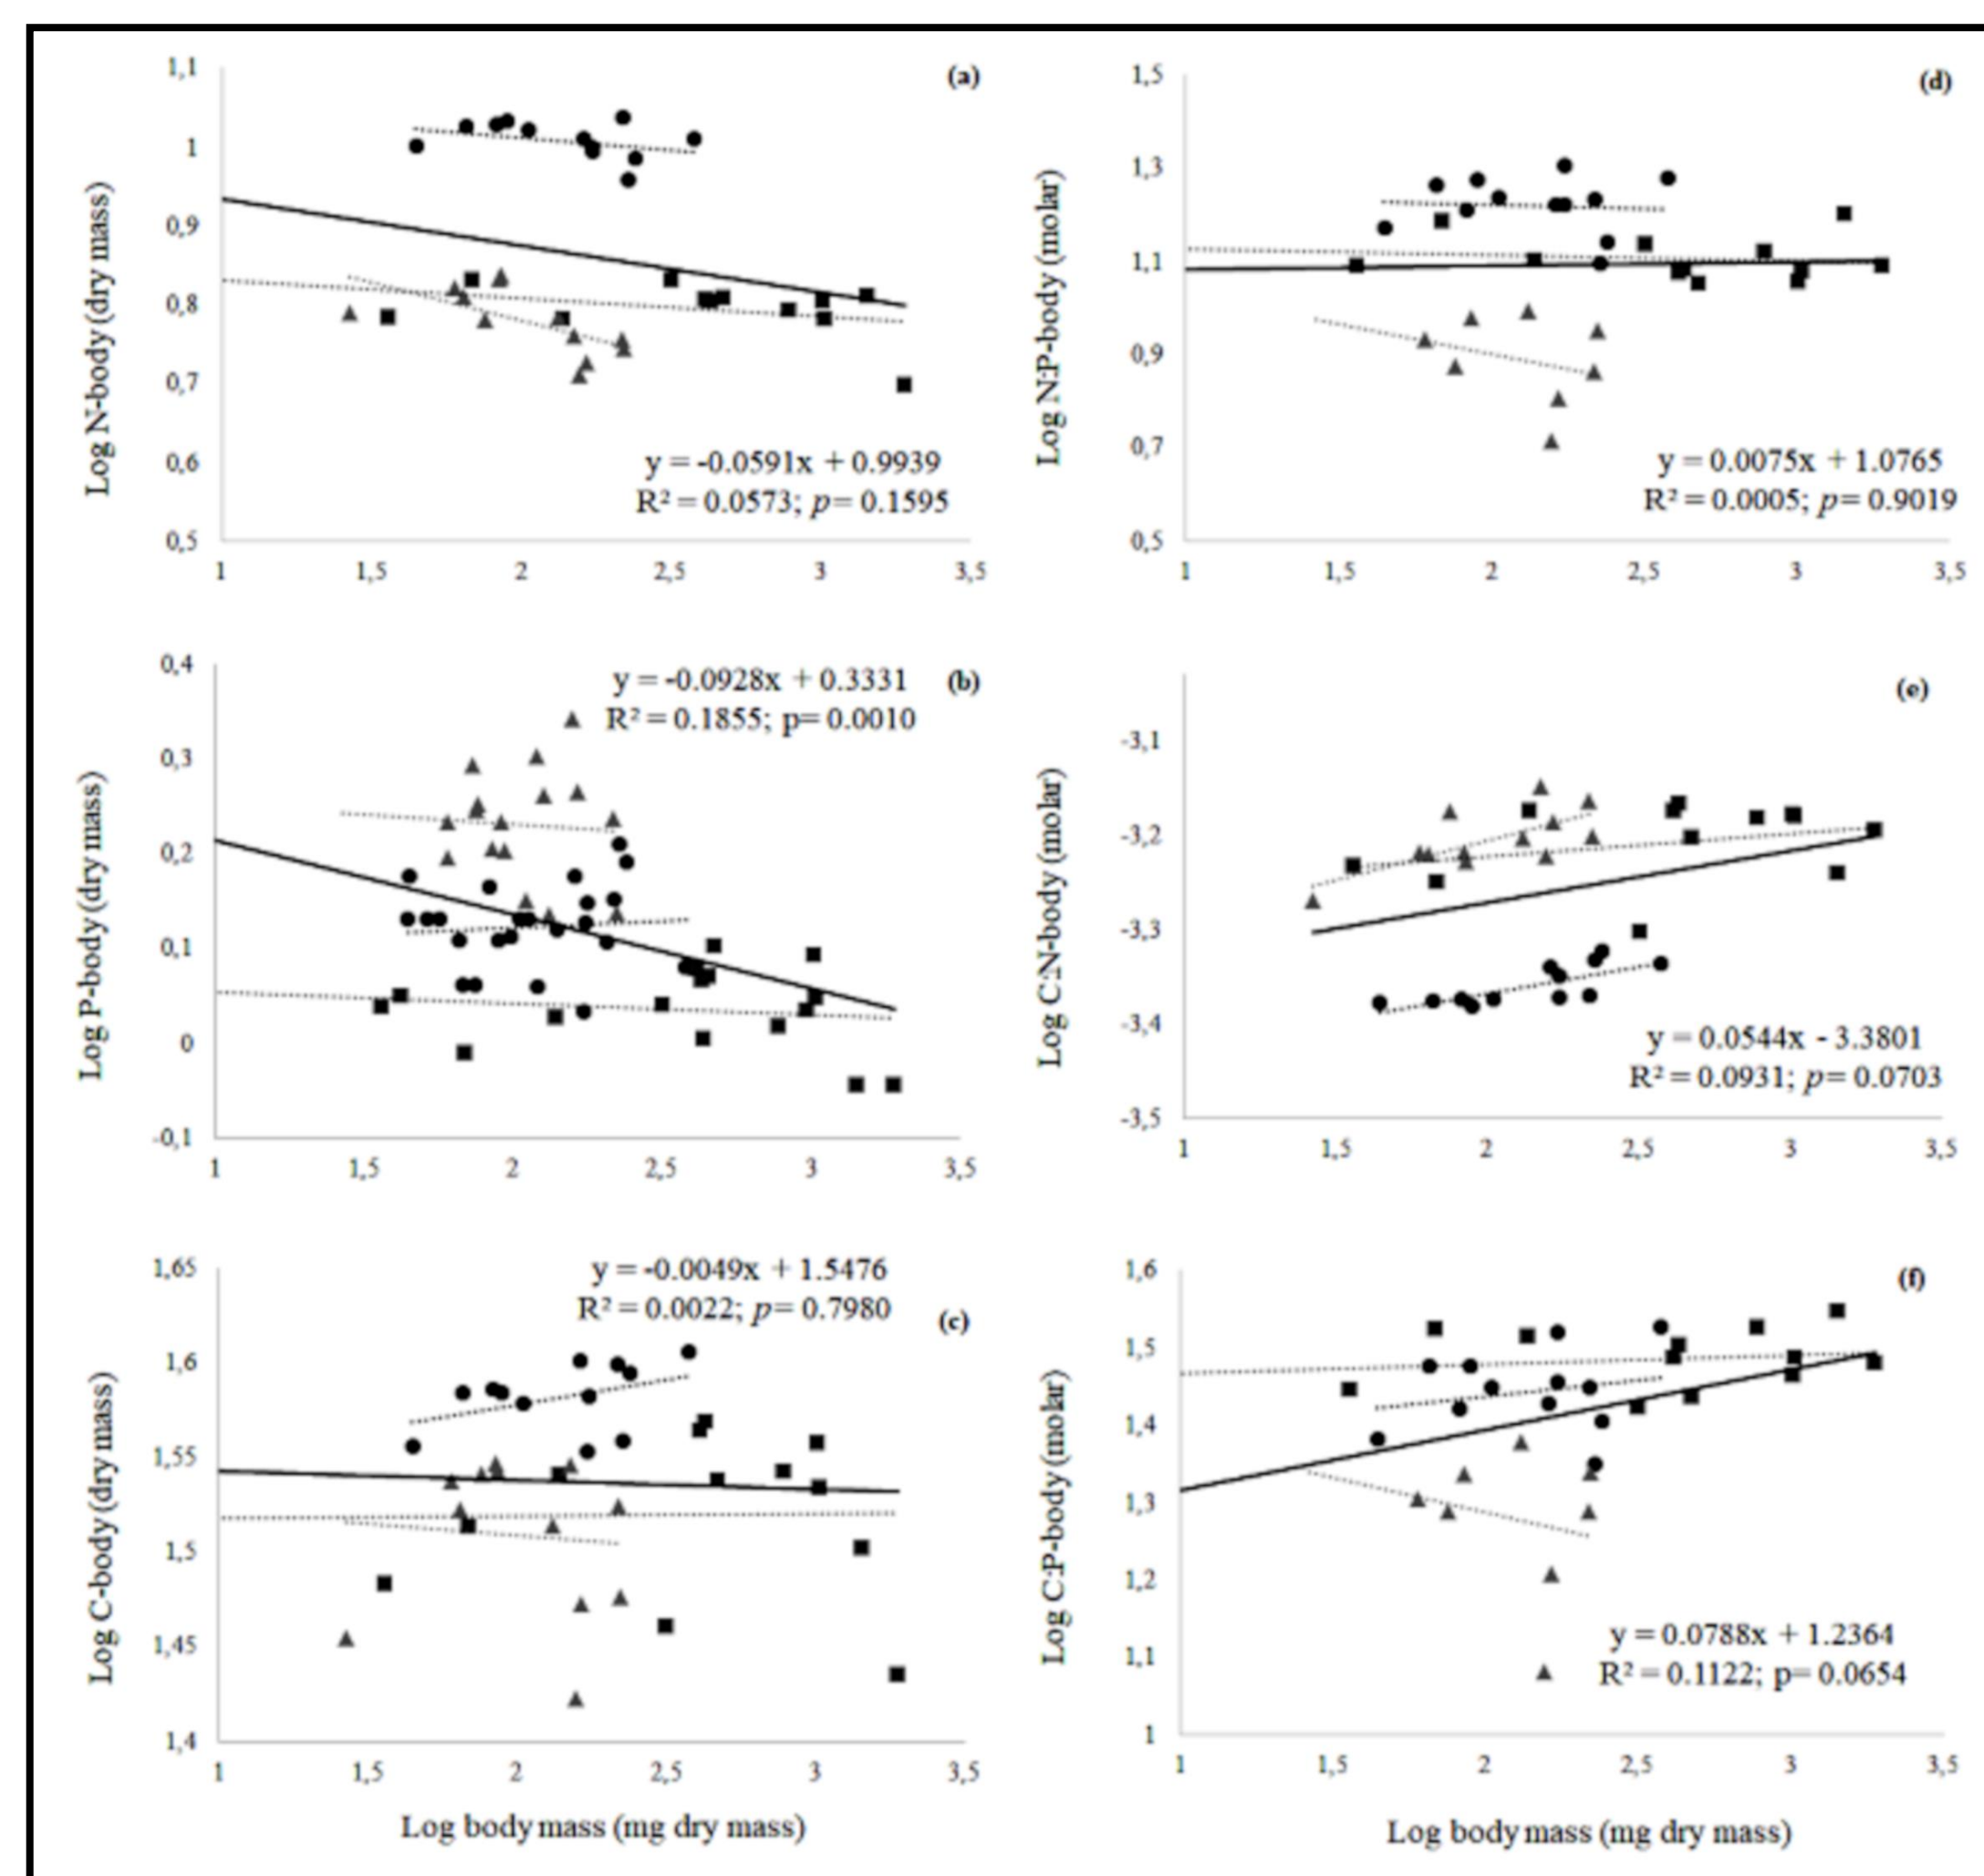 (a)
1,1
1
0,9
0,8
0,7
0,6
0,5
Log N-body (dry mass)
y = -0.0591x + 0.9939
R² = 0.0573; p= 0.1595
1 1,5 2 2,5 3 3,5
(b)
0,4
0,3
0,2
0,1
0
-0,1
Log P-body (dry mass)
y = -0.0928x + 0.3331
R² = 0.1855; p= 0.0010
1 1,5 2 2,5 3 3,5
(c)
1,65
1,6
1,55
1,5
1,45
1,4
Log C-body (dry mass)
y = -0.0049x + 1.5476
R² = 0.0022; p= 0.7980
1 1,5 2 2,5 3 3,5
Log body mass (mg dry mass)
(d)
1,5
1,3
1,1
0,9
0,7
0,5
Log N:P-body (molar)
y = 0.0075x + 1.0765
R² = 0.0005; p= 0.9019
1 1,5 2 2,5 3 3,5
(e)
-3,1
-3,2
-3,3
-3,4
-3,5
Log C:N-body (molar)
y = 0.0544x - 3.3801
R² = 0.0931; p= 0.0703
1 1,5 2 2,5 3 3,5
(f)
1,6
1,5
1,4
1,3
1,2
1,1
1
Log C:P-body (molar)
y = 0.0788x + 1.2364
R² = 0.1122; p= 0.0654
1 1,5 2 2,5 3 3,5
Log body mass (mg dry mass)